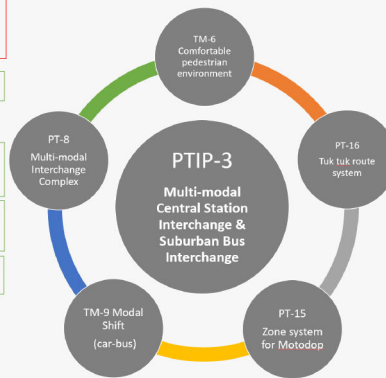 TM-6
Comfortable
pedestrian
environment
PT-8
Multi-modal
Interchange
Complex
PTIP-3
Multi-modal
Central Station
Interchange &
Suburban Bus
Interchange
PT-16
Tuk tuk route
system
TM-9 Modal
Shift
(car-bus)
PT-15
Zone system
for Motodop